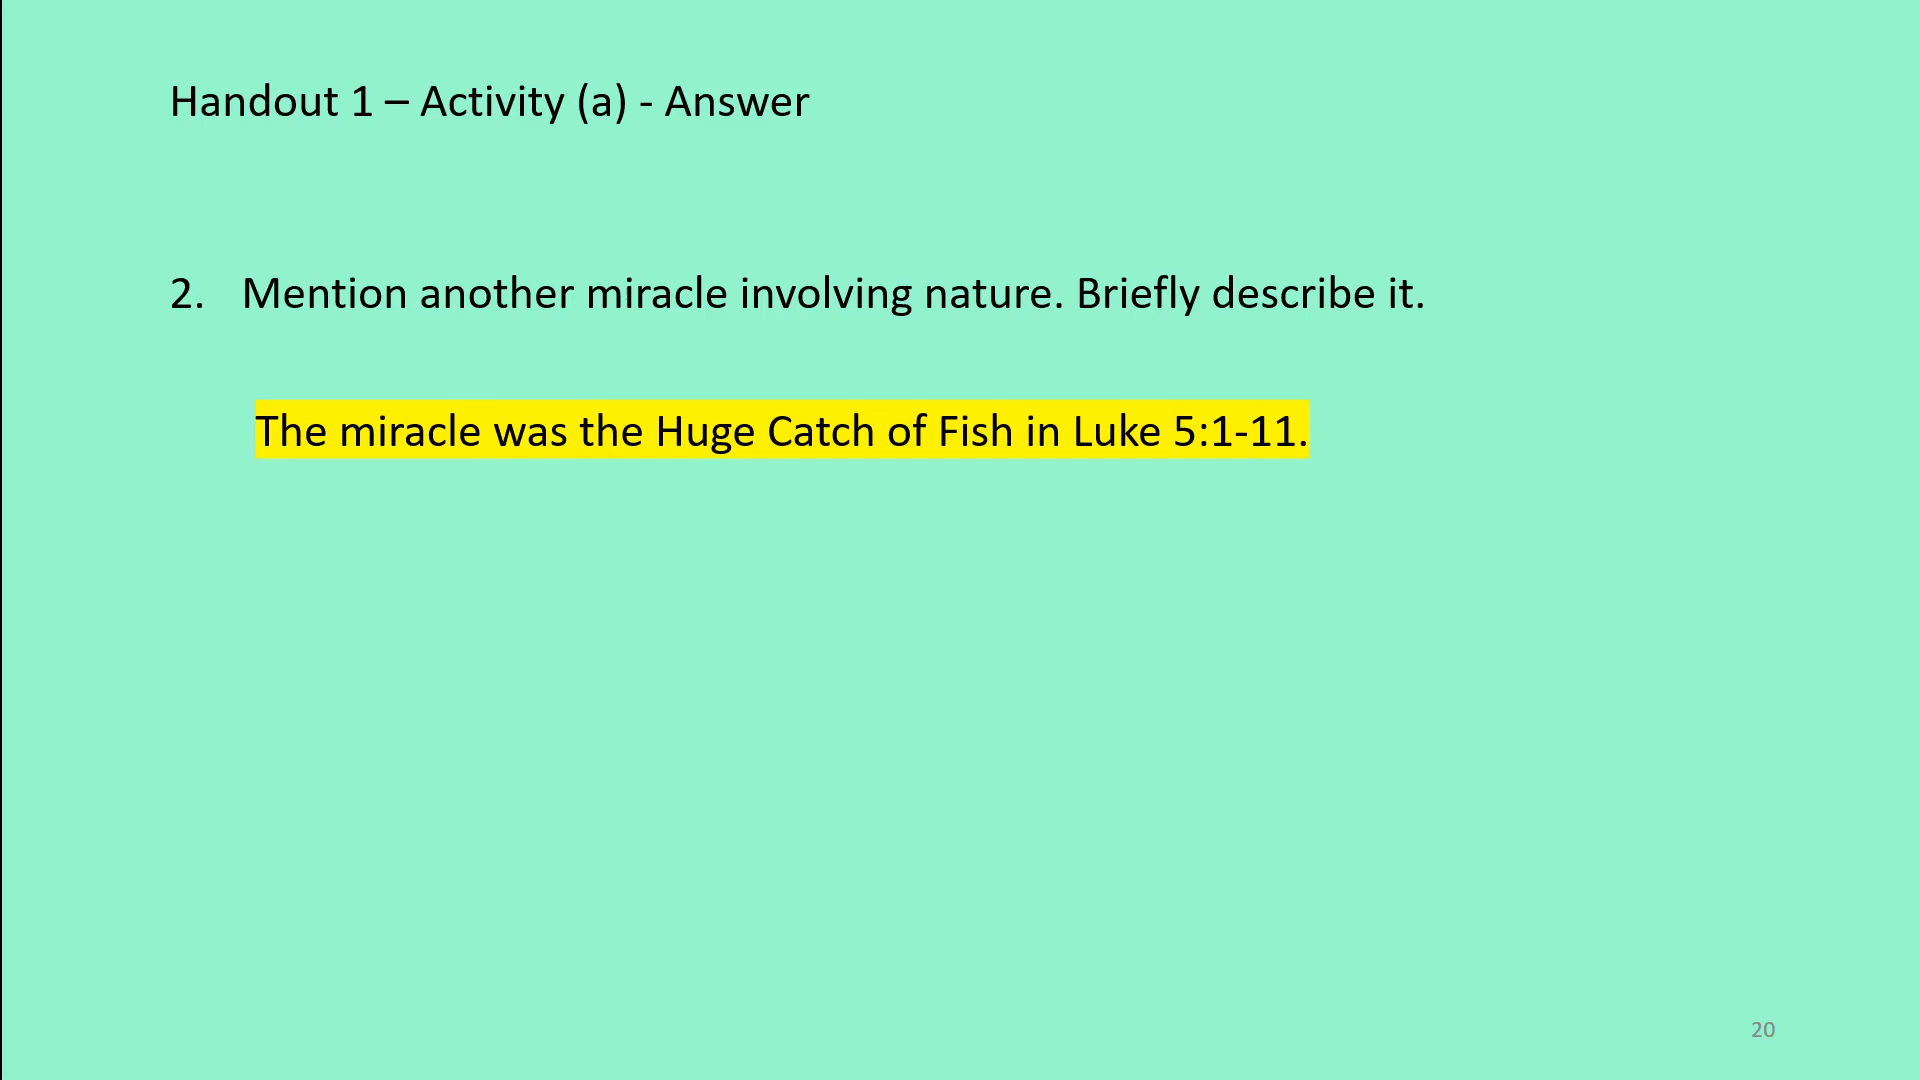 Handout 1 – Activity (a) - Answer
2. Mention another miracle involving nature. Briefly describe it.
The miracle was the Huge Catch of Fish in Luke 5:1-11.
20